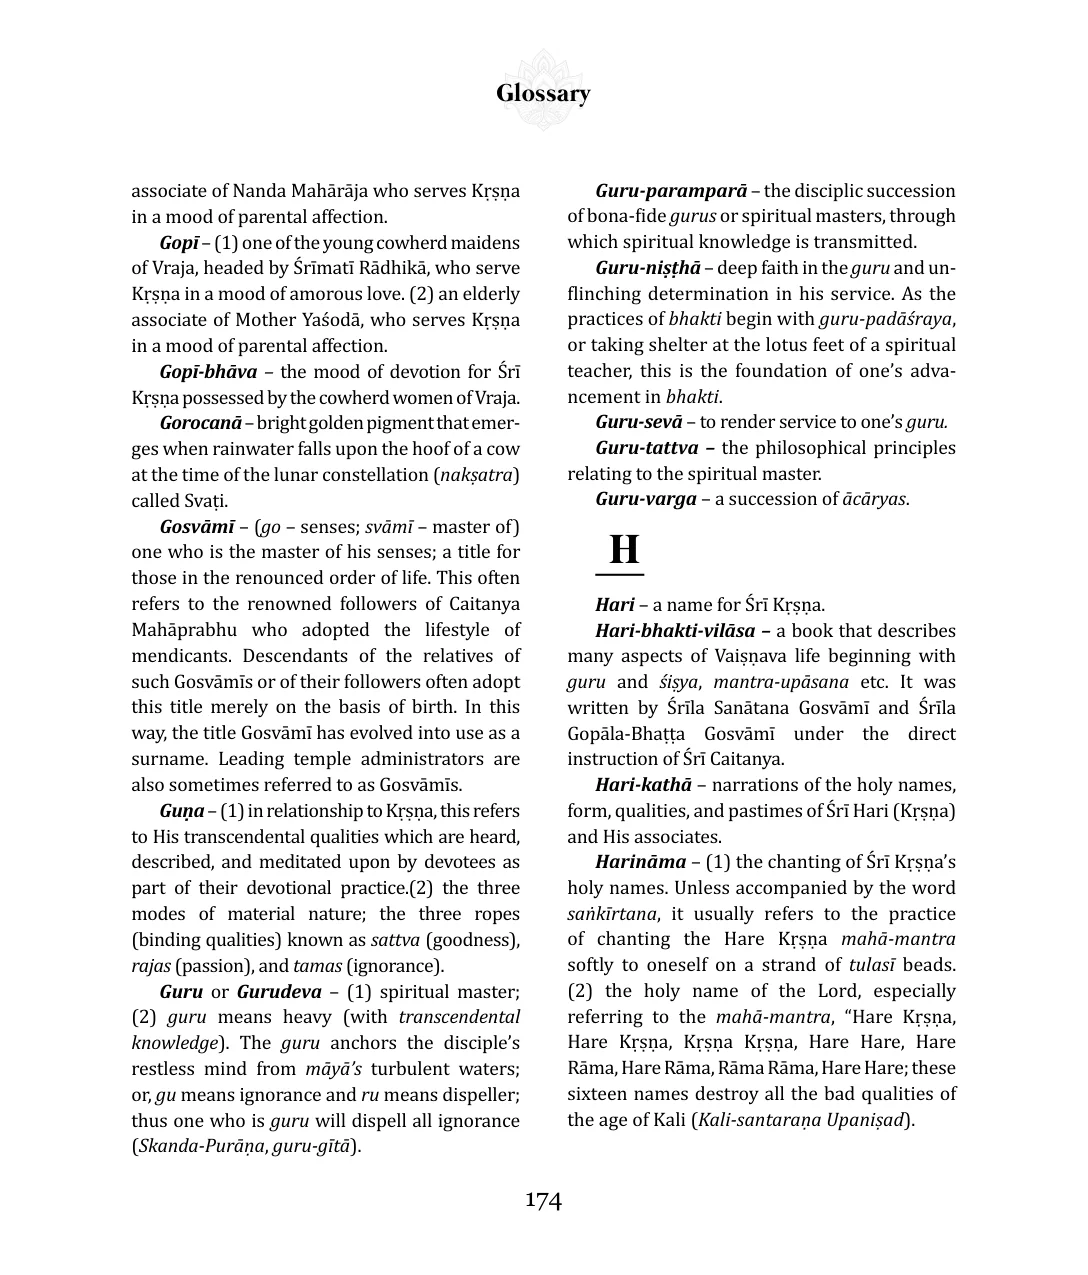 Glossary
associate of Nanda Mahārāja who serves Kṛṣṇa
in a mood of parental affection.
Gopī – (1) one of the young cowherd maidens
of Vraja, headed by Śrīmatī Rādhikā, who serve
Kṛṣṇa in a mood of amorous love. (2) an elderly
associate of Mother Yaśodā, who serves Kṛṣṇa
in a mood of parental affection.
Gopī-bhāva – the mood of devotion for Śrī
Kṛṣṇa possessed by the cowherd women of Vraja.
Gorocanā – bright golden pigment that emer-
ges when rainwater falls upon the hoof of a cow
at the time of the lunar constellation (nakṣatra)
called Svaṭi.
Gosvāmī – (go – senses; svāmī – master of)
one who is the master of his senses; a title for
those in the renounced order of life. This often
refers to the renowned followers of Caitanya
Mahāprabhu who adopted the lifestyle of
mendicants. Descendants of the relatives of
such Gosvāmīs or of their followers often adopt
this title merely on the basis of birth. In this
way, the title Gosvāmī has evolved into use as a
surname. Leading temple administrators are
also sometimes referred to as Gosvāmīs.
Guṇa – (1) in relationship to Kṛṣṇa, this refers
to His transcendental qualities which are heard,
described, and meditated upon by devotees as
part of their devotional practice.(2) the three
modes of material nature; the three ropes
(binding qualities) known as sattva (goodness),
rajas (passion), and tamas (ignorance).
Guru or Gurudeva – (1) spiritual master;
(2) guru means heavy (with transcendental
knowledge). The guru anchors the disciple’s
restless mind from māyā’s turbulent waters;
or, gu means ignorance and ru means dispeller;
thus one who is guru will dispell all ignorance
(Skanda-Purāṇa, guru-gītā).
Guru-paramparā – the disciplic succession
of bona-fide gurus or spiritual masters, through
which spiritual knowledge is transmitted.
Guru-niṣṭhā – deep faith in the guru and un-
flinching determination in his service. As the
practices of bhakti begin with guru-padāśraya,
or taking shelter at the lotus feet of a spiritual
teacher, this is the foundation of one’s adva-
ncement in bhakti.
Guru-sevā – to render service to one’s guru.
Guru-tattva – the philosophical principles
relating to the spiritual master.
Guru-varga – a succession of ācāryas.
H
Hari – a name for Śrī Kṛṣṇa.
Hari-bhakti-vilāsa – a book that describes
many aspects of Vaiṣṇava life beginning with
guru and śiṣya, mantra-upāsana etc. It was
written by Śrīla Sanātana Gosvāmī and Śrīla
Gopāla-Bhaṭṭa Gosvāmī under the direct
instruction of Śrī Caitanya.
Hari-kathā – narrations of the holy names,
form, qualities, and pastimes of Śrī Hari (Kṛṣṇa)
and His associates.
Harināma – (1) the chanting of Śrī Kṛṣṇa’s
holy names. Unless accompanied by the word
saṅkīrtana, it usually refers to the practice
of chanting the Hare Kṛṣṇa mahā-mantra
softly to oneself on a strand of tulasī beads.
(2) the holy name of the Lord, especially
referring to the mahā-mantra, “Hare Kṛṣṇa,
Hare Kṛṣṇa, Kṛṣṇa Kṛṣṇa, Hare Hare, Hare
Rāma, Hare Rāma, Rāma Rāma, Hare Hare; these
sixteen names destroy all the bad qualities of
the age of Kali (Kali-santaraṇa Upaniṣad).
174